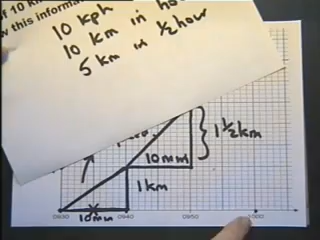 of 10 k
w this informa
10 kph
10 km in ho
5 km in ½ hour
10 min
1½ km
1 km
10 min
0930 0940 0950 1000